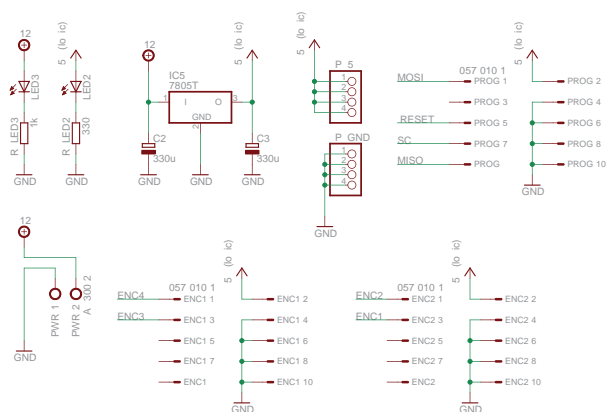 12
5 (lo ic)
LED3
LED2
R_LED3
1k
R_LED2
330
GND
GND
12
5 (lo ic)
IC5
7805T
1
I
O
3
GND
2
C2
330u
C3
330u
GND
GND
GND
5 (lo ic)
P 5
1
2
3
4
P GND
1
2
3
4
GND
057 010 1
5 (lo ic)
MOSI
PROG 1
PROG 2
PROG 3
PROG 4
RESET
PROG 5
PROG 6
SC
PROG 7
PROG 8
MISO
PROG
PROG 10
GND
12
PWR 1
PWR 2
A 300 2
GND
057 010 1
5 (lo ic)
ENC4
ENC1 1
ENC1 2
ENC3
ENC1 3
ENC1 4
ENC1 5
ENC1 6
ENC1 7
ENC1 8
ENC1
ENC1 10
GND
057 010 1
5 (lo ic)
ENC2
ENC2 1
ENC2 2
ENC1
ENC2 3
ENC2 4
ENC2 5
ENC2 6
ENC2 7
ENC2 8
ENC2
ENC2 10
GND